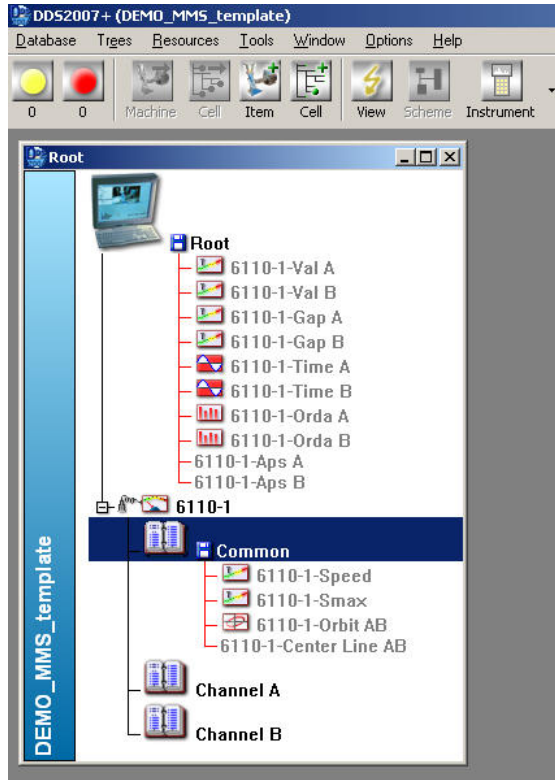 DDS2007+ (DEMO_MMS_template)
Database Trees Resources Tools Window Options Help
0 0 Machine Cell Item Cell View Scheme Instrument
Root
Root
6110-1-Val A
6110-1-Val B
6110-1-Gap A
6110-1-Gap B
6110-1-Time A
6110-1-Time B
6110-1-Orda A
6110-1-Orda B
6110-1-Aps A
6110-1-Aps B
6110-1
Common
6110-1-Speed
6110-1-Smax
6110-1-Orbit AB
6110-1-Center Line AB
Channel A
Channel B
DEMO_MMS_template